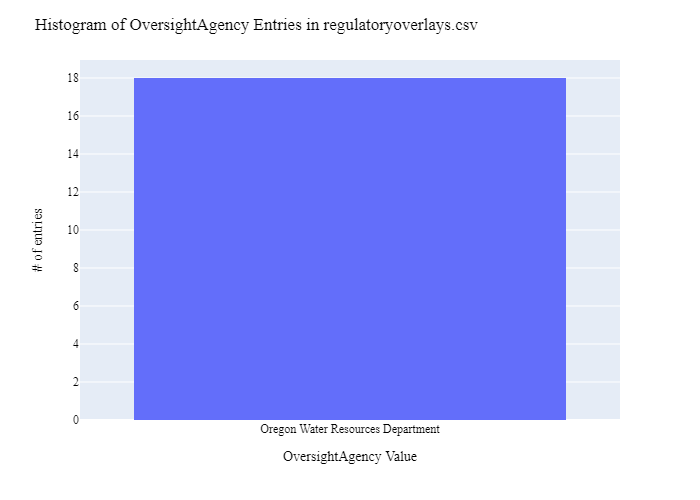 Histogram of OversightAgency Entries in regulatoryoverlays.csv
18
16
14
12
10
8
6
4
2
0
# of entries
Oregon Water Resources Department
OversightAgency Value